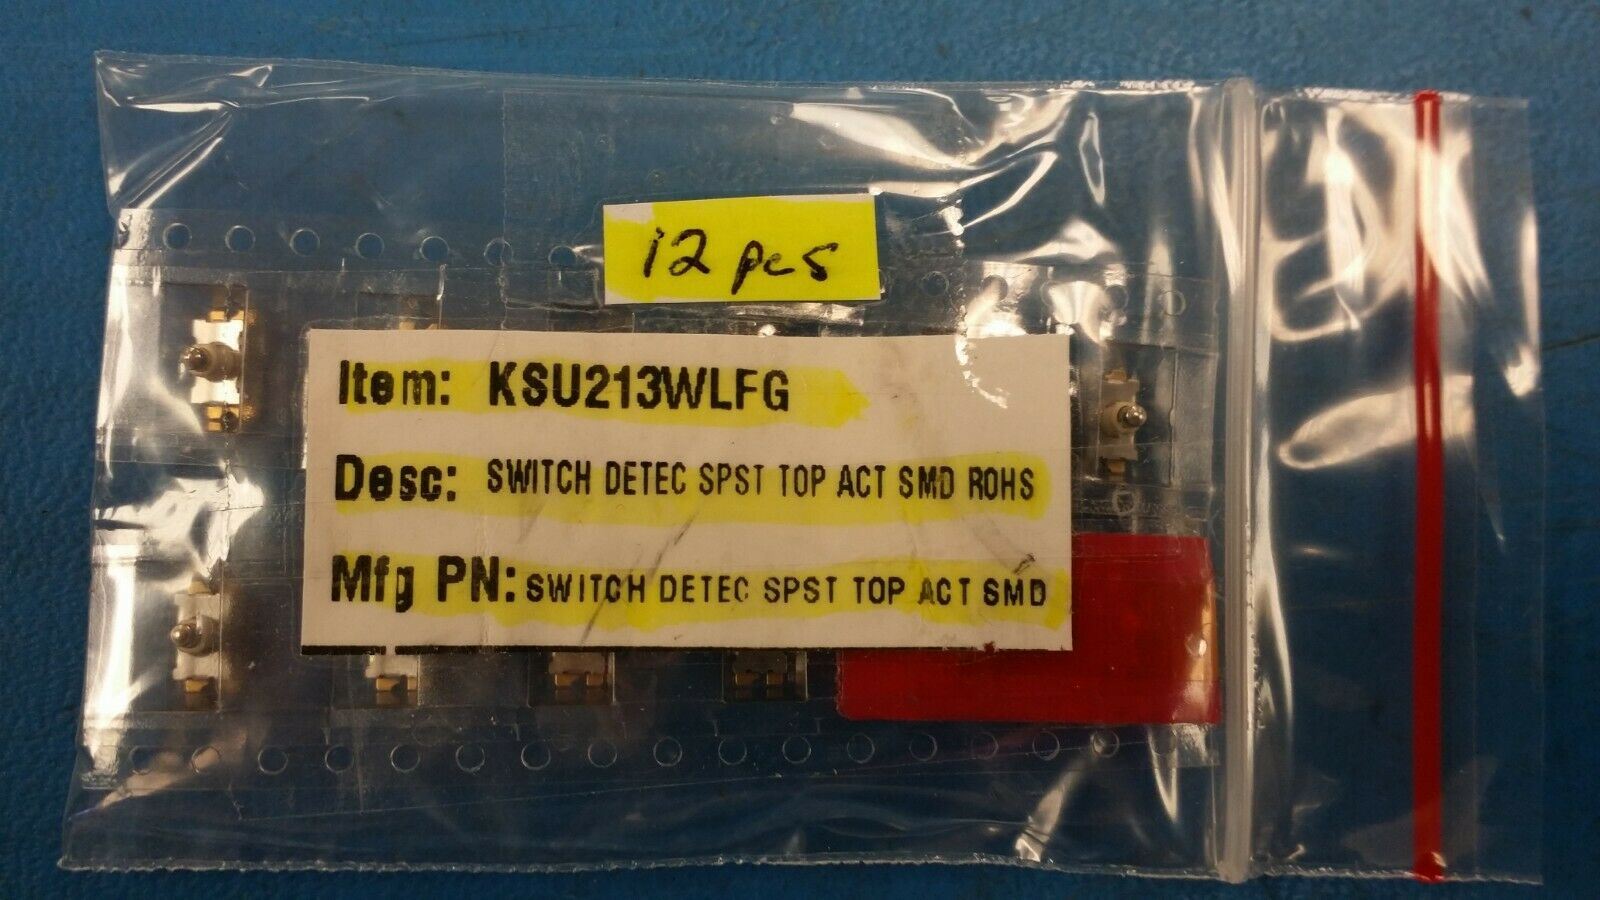 12 pcs
Item: KSU213WLFG
Desc: SWITCH DETEC SPST TOP ACT SMD ROHS
Mfg PN: SWITCH DETEC SPST TOP ACT SMD